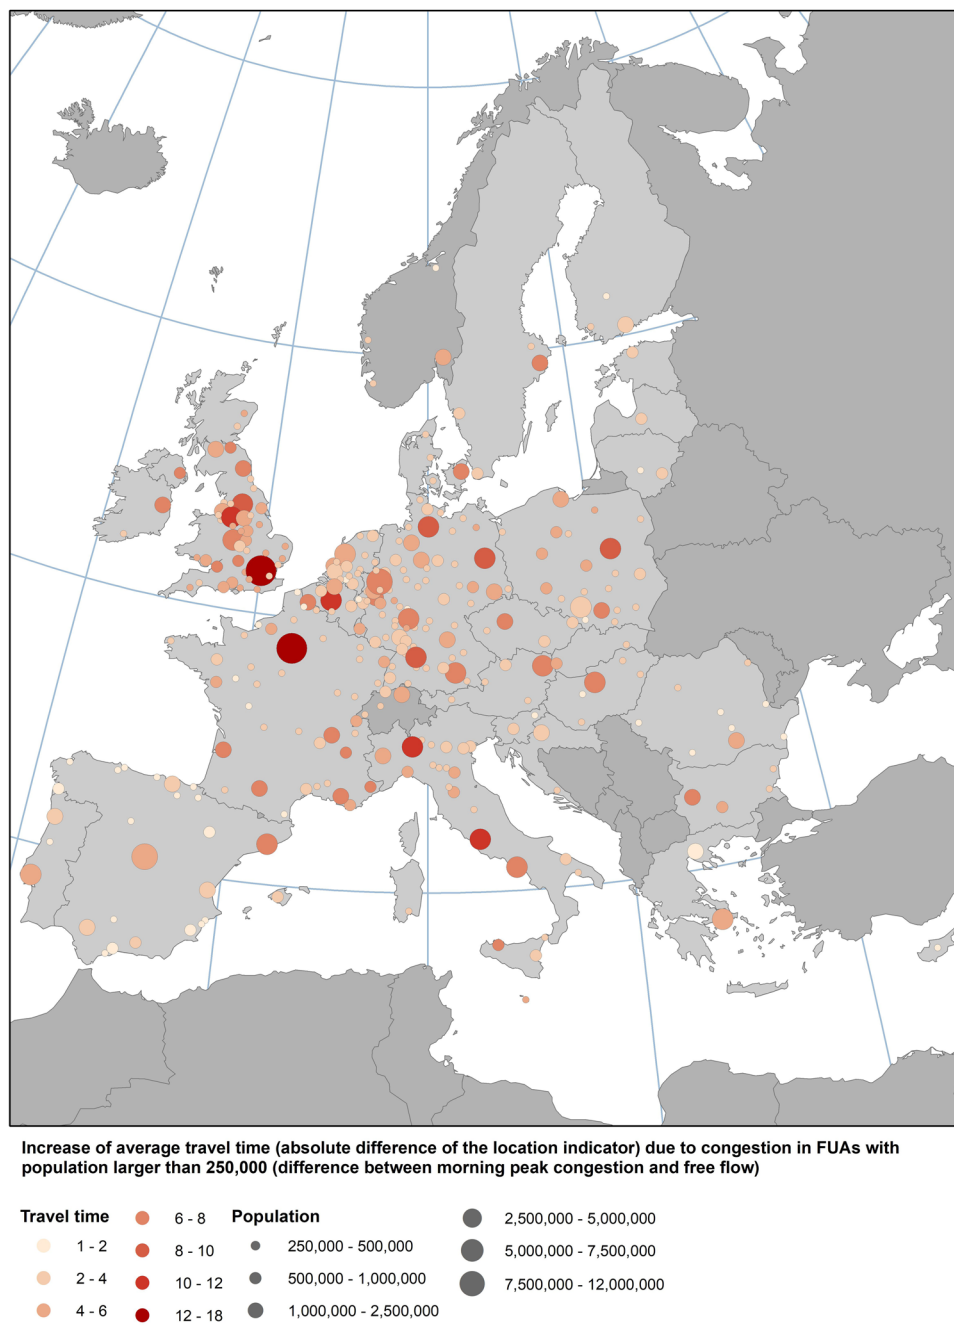 Increase of average travel time (absolute difference of the location indicator) due to congestion in FUAs with
population larger than 250,000 (difference between morning peak congestion and free flow)
Travel time
1 - 2
2 - 4
4 - 6
6 - 8
8 - 10
10 - 12
12 - 18
Population
250,000 - 500,000
500,000 - 1,000,000
1,000,000 - 2,500,000
2,500,000 - 5,000,000
5,000,000 - 7,500,000
7,500,000 - 12,000,000